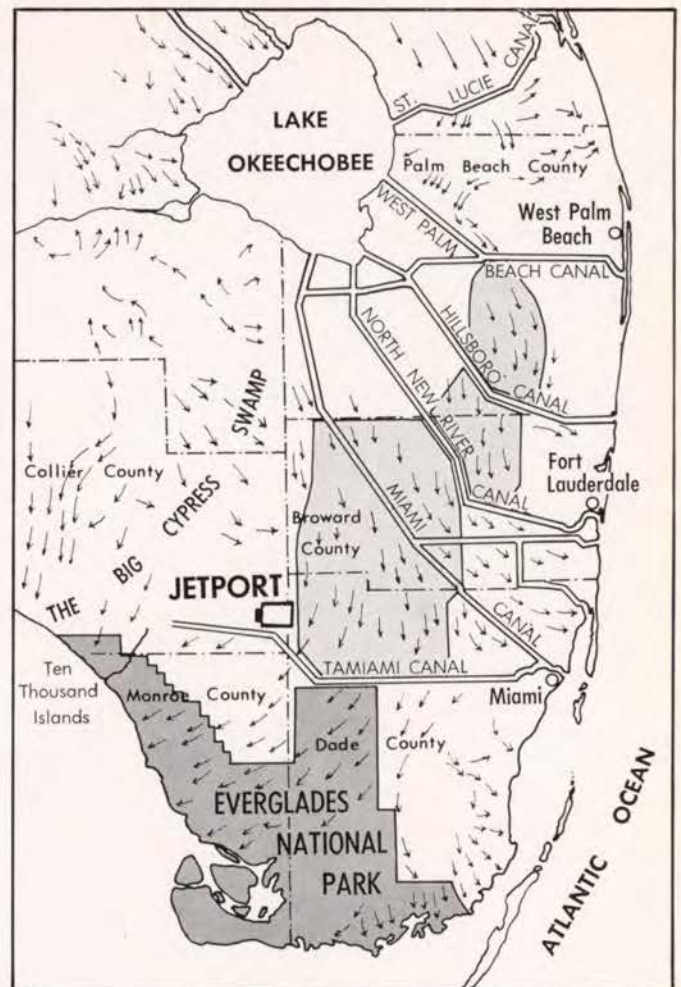 ST. LUCIE CANAL
LAKE
OKEECHOBEE
Palm Beach County
WEST PALM
BEACH CANAL
West Palm
Beach
HILLSBORO CANAL
NORTH NEW RIVER
CANAL
Fort
Lauderdale
THE BIG CYPRESS SWAMP
Collier County
Broward
County
MIAMI
CANAL
JETPORT
TAMIAMI CANAL
Miami
Ten
Thousand
Islands
Monroe County
Dade County
EVERGLADES
NATIONAL
PARK
ATLANTIC OCEAN